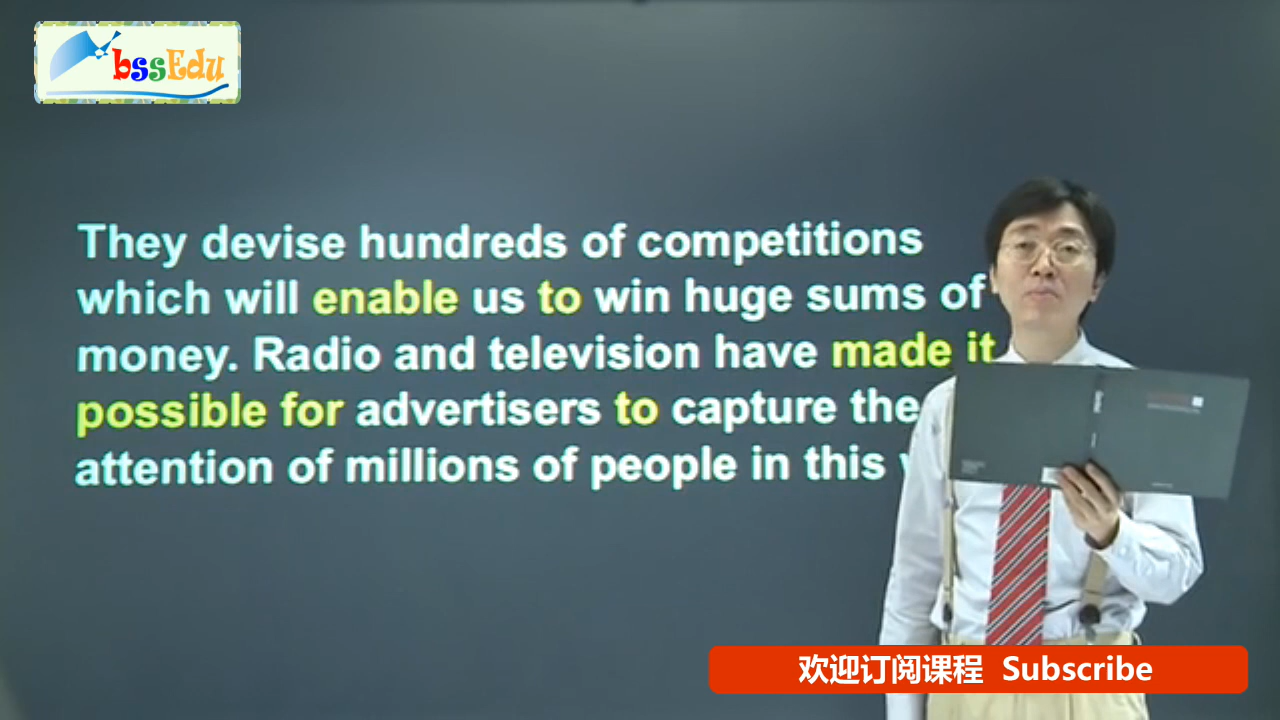 bssEdu
They devise hundreds of competitions
which will enable us to win huge sums of
money. Radio and television have made it
possible for advertisers to capture the
attention of millions of people in this
欢迎订阅课程 Subscribe